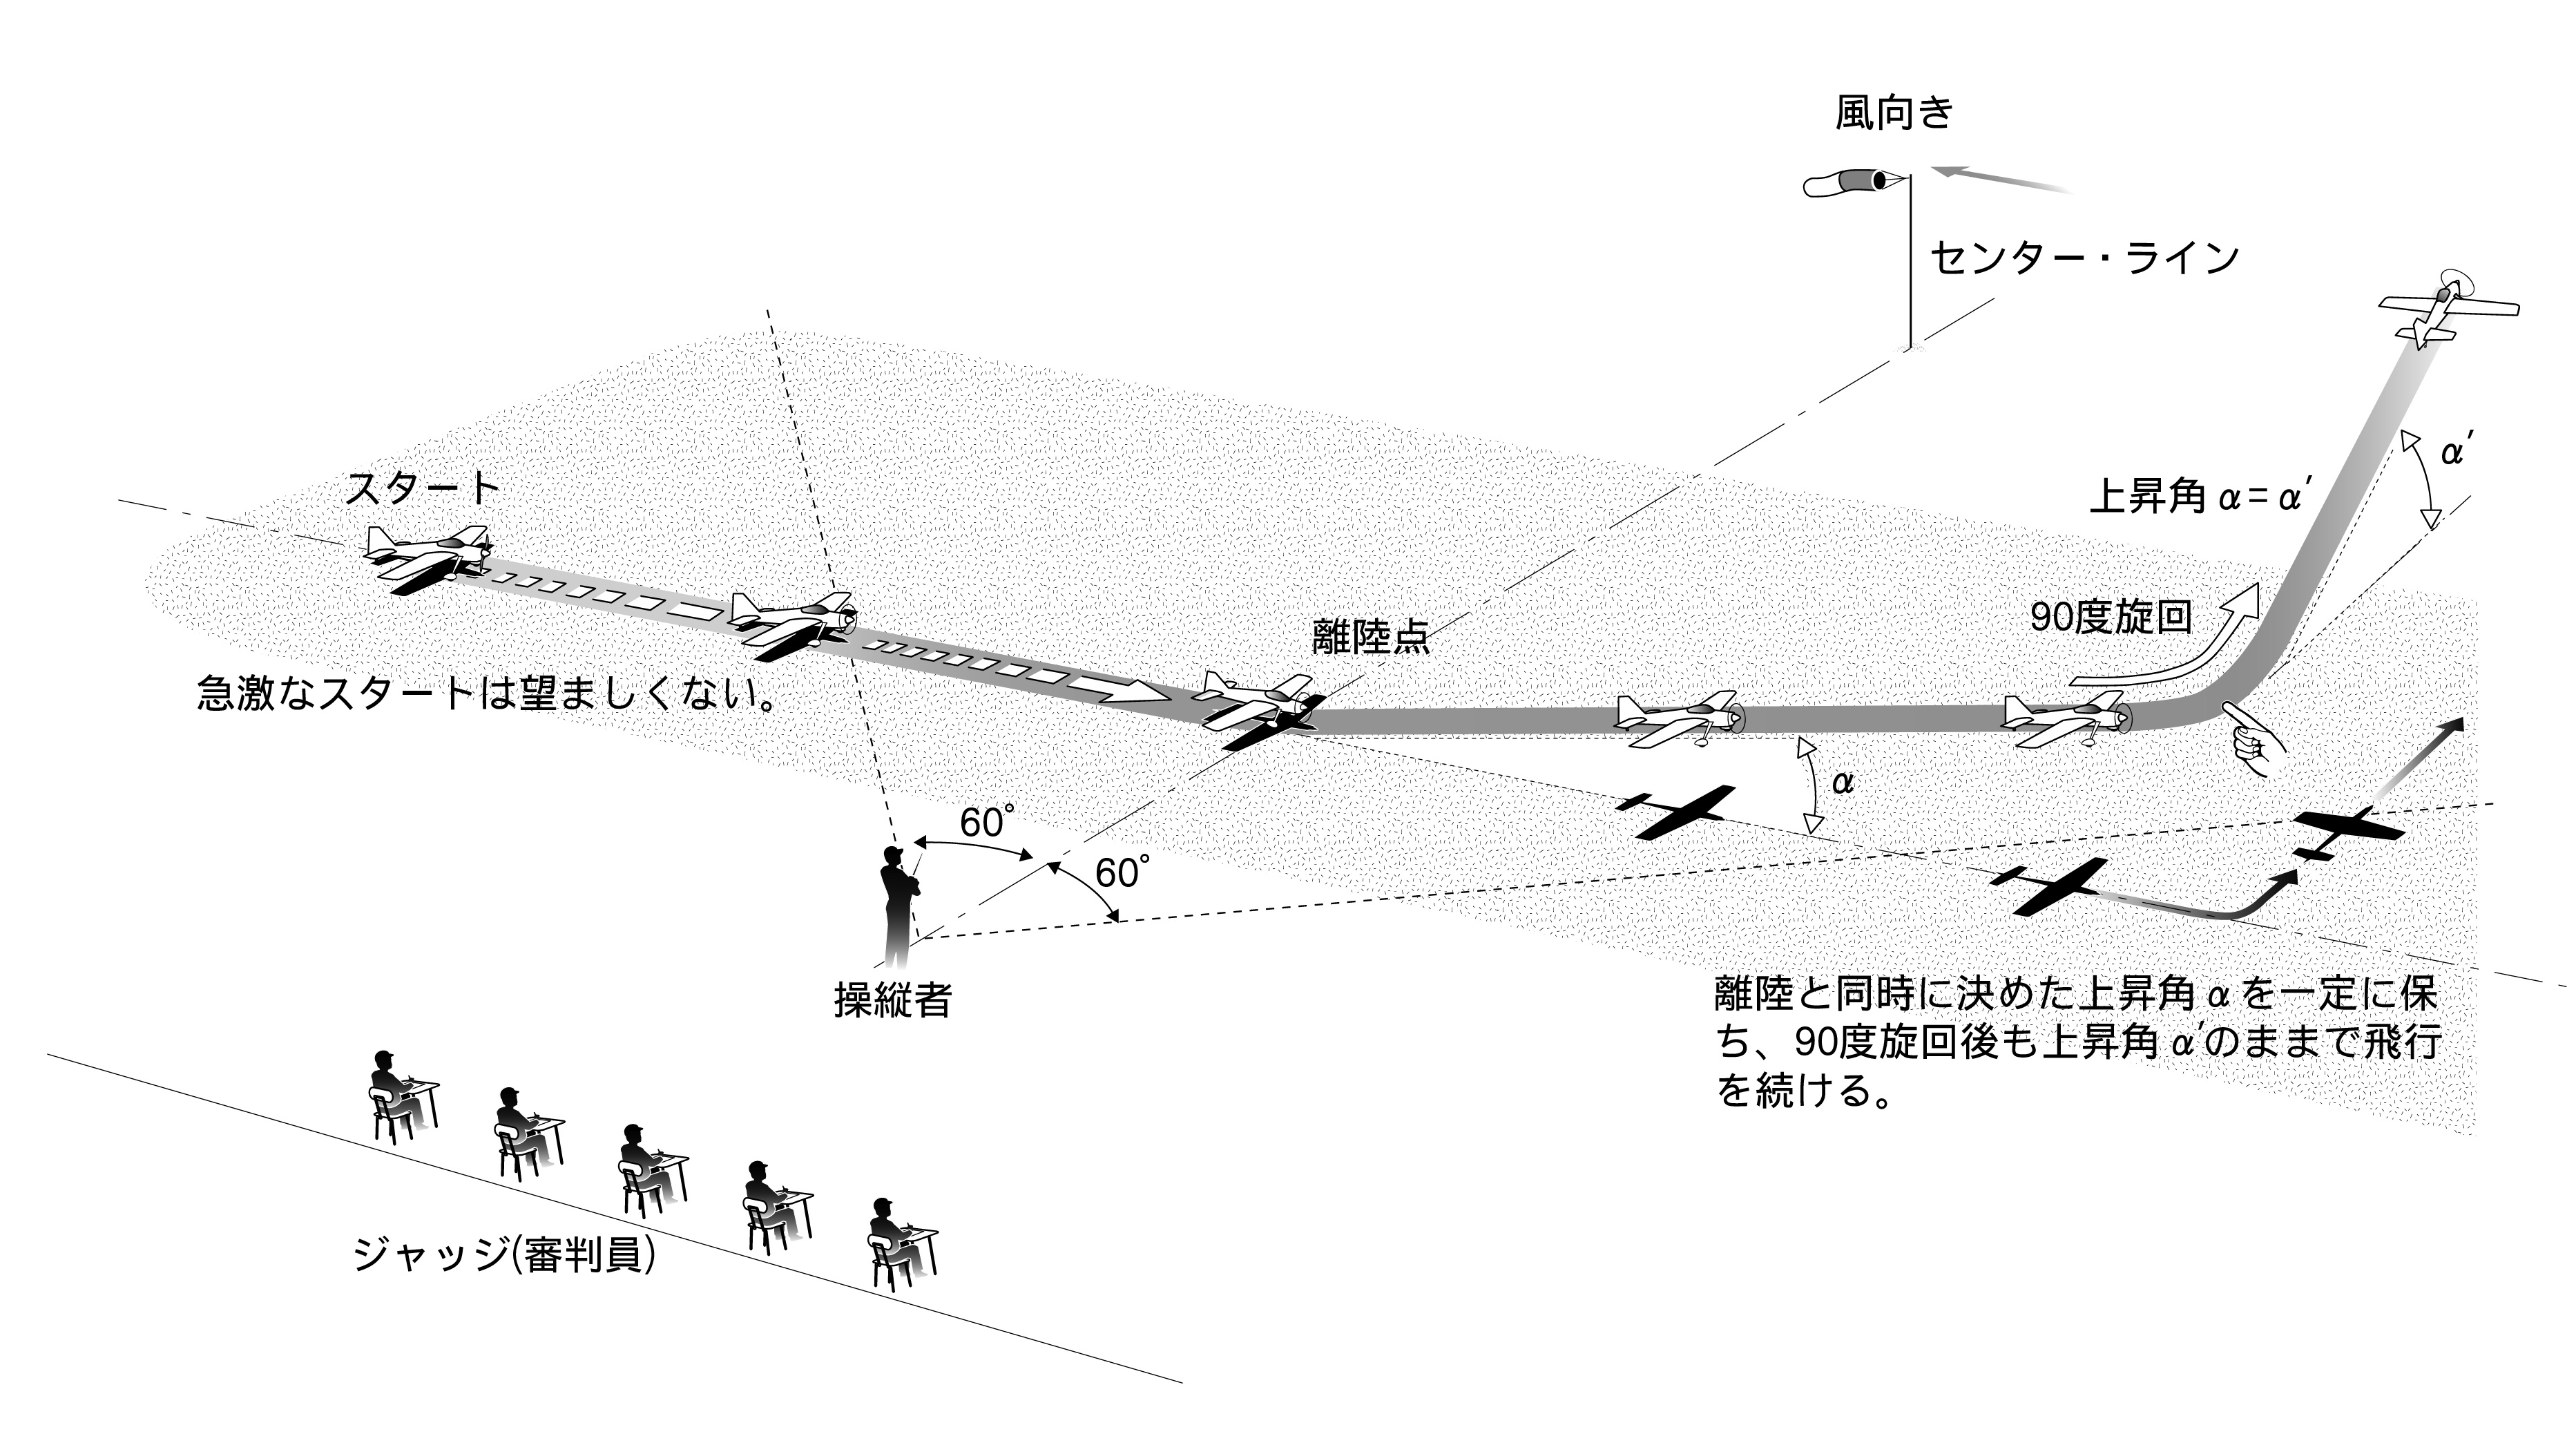 風向き
センター・ライン
スタート
上昇角 α = α′
α′
90度旋回
離陸点
急激なスタートは望ましくない。
α
60°
60°
操縦者
離陸と同時に決めた上昇角 α を一定に保
ち、90度旋回後も上昇角 α′のままで飛行
を続ける。
ジャッジ(審判員)